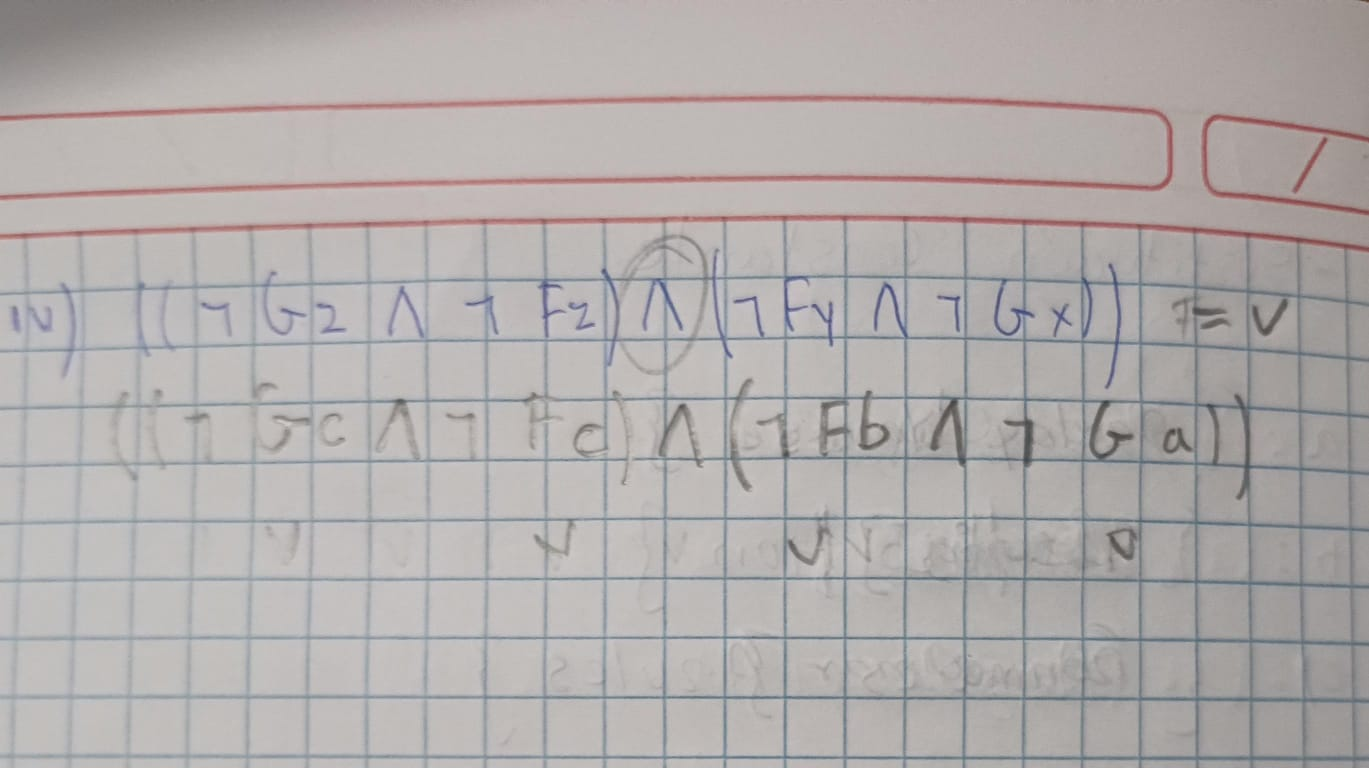 IV) ((¬ Gz ∧ ¬ Fz) ∧ (¬ Fy ∧ ¬ Gx)) F= V
((¬ Gc ∧ ¬ Fc) ∧ (¬ Fb ∧ ¬ Ga))
V V V V